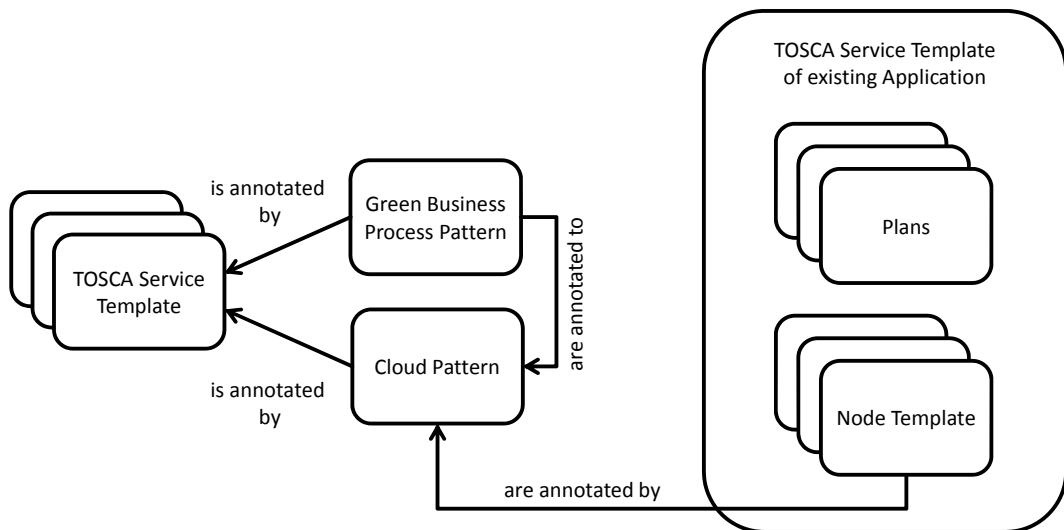 TOSCA Service Template
of existing Application
Plans
Node Template
is annotated
by
Green Business
Process Pattern
are annotated to
TOSCA Service
Template
Cloud Pattern
is annotated
by
are annotated by